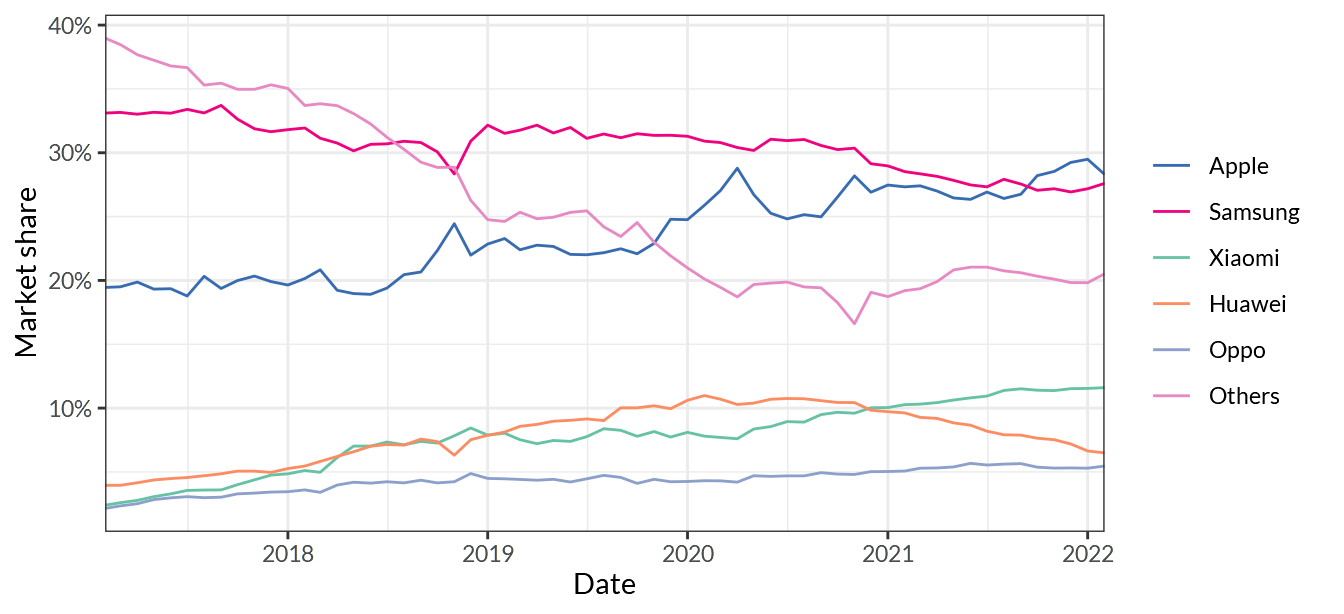 40%
30%
20%
10%
Market share
2018 2019 2020 2021 2022
Date
Apple
Samsung
Xiaomi
Huawei
Oppo
Others